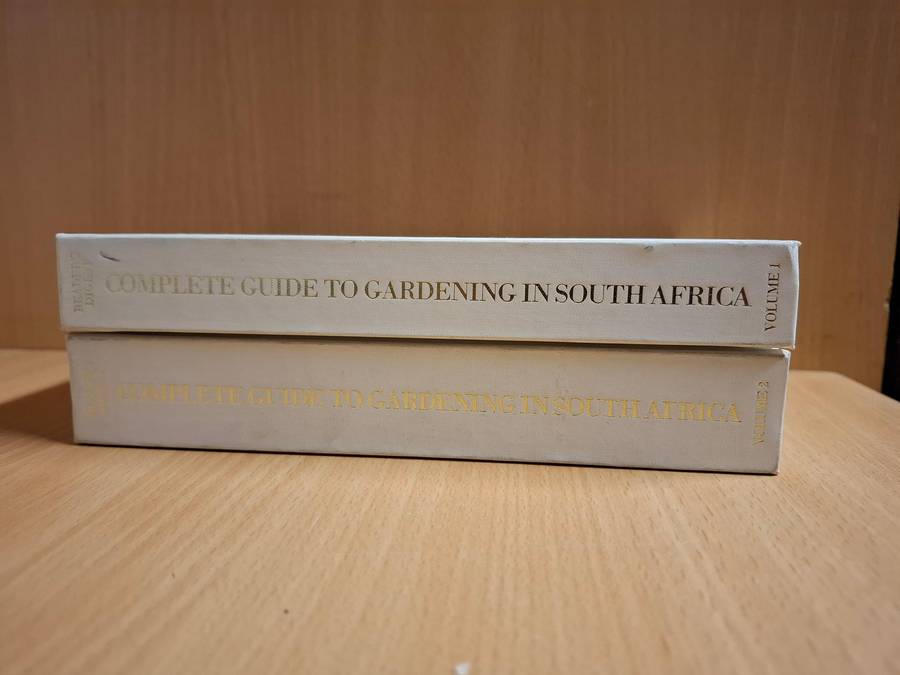 READER'S
DIGEST
COMPLETE GUIDE TO GARDENING IN SOUTH AFRICA
VOLUME 1
COMPLETE GUIDE TO GARDENING IN SOUTH AFRICA
VOLUME 2